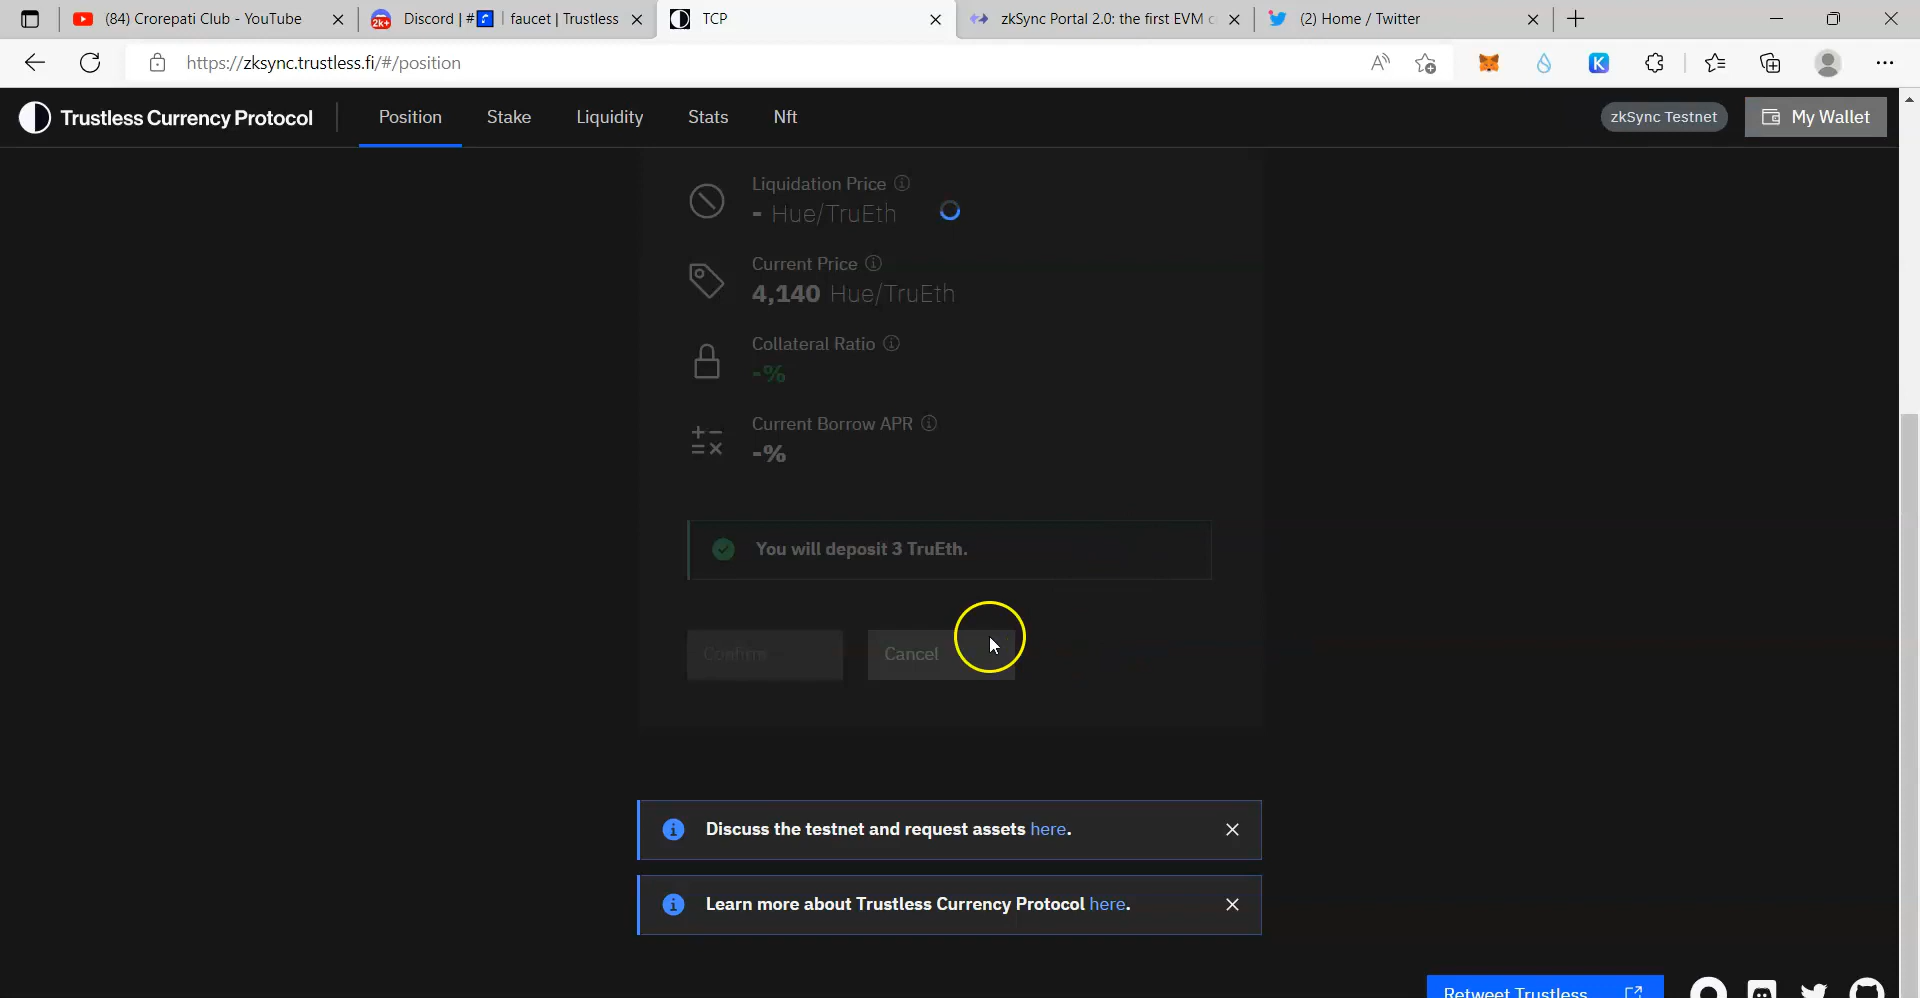 (84) Crorepati Club - YouTube
Discord | # | faucet | Trustless
TCP
zkSync Portal 2.0: the first EVM c
(2) Home / Twitter
2k+
https://zksync.trustless.fi/#/position
Trustless Currency Protocol
Position
Stake
Liquidity
Stats
Nft
zkSync Testnet
My Wallet
Liquidation Price
- Hue/TruEth
Current Price
4,140 Hue/TruEth
Collateral Ratio
-%
Current Borrow APR
-%
You will deposit 3 TruEth.
Confirm
Cancel
Discuss the testnet and request assets here.
Learn more about Trustless Currency Protocol here.
Retweet Trustless